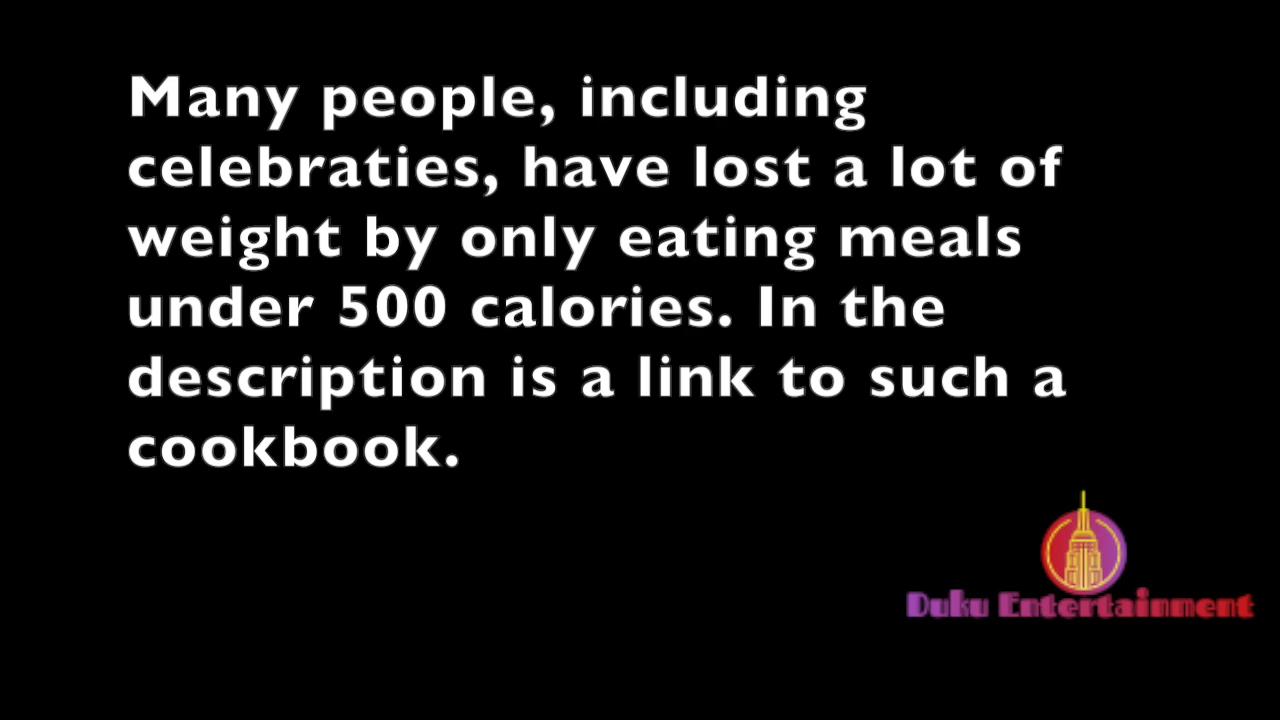 Many people, including
celebraties, have lost a lot of
weight by only eating meals
under 500 calories. In the
description is a link to such a
cookbook.
Duku Entertainment